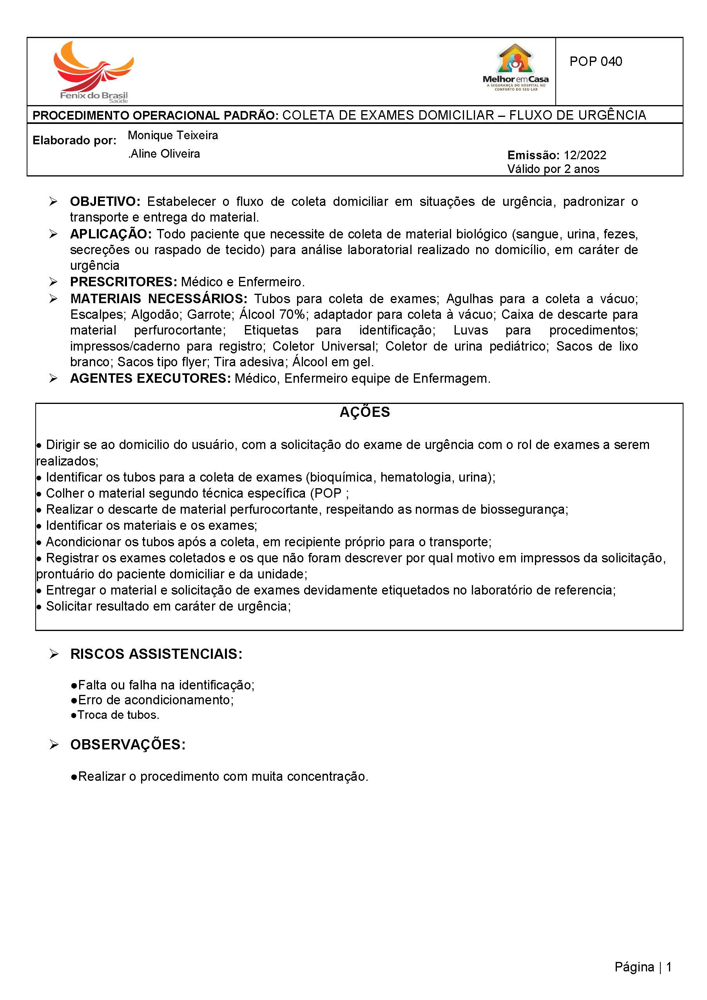 Fenix do Brasil
Saúde
Melhor em Casa
A SEGURANÇA DO HOSPITAL NO
CONFORTO DO SEU LAR
POP 040
PROCEDIMENTO OPERACIONAL PADRÃO: COLETA DE EXAMES DOMICILIAR – FLUXO DE URGÊNCIA
Elaborado por: Monique Teixeira
.Aline Oliveira
Emissão: 12/2022
Válido por 2 anos
➢ OBJETIVO: Estabelecer o fluxo de coleta domiciliar em situações de urgência, padronizar o
transporte e entrega do material.
➢ APLICAÇÃO: Todo paciente que necessite de coleta de material biológico (sangue, urina, fezes,
secreções ou raspado de tecido) para análise laboratorial realizado no domicílio, em caráter de
urgência
➢ PRESCRITORES: Médico e Enfermeiro.
➢ MATERIAIS NECESSÁRIOS: Tubos para coleta de exames; Agulhas para a coleta a vácuo;
Escalpes; Algodão; Garrote; Álcool 70%; adaptador para coleta à vácuo; Caixa de descarte para
material perfurocortante; Etiquetas para identificação; Luvas para procedimentos;
impressos/caderno para registro; Coletor Universal; Coletor de urina pediátrico; Sacos de lixo
branco; Sacos tipo flyer; Tira adesiva; Álcool em gel.
➢ AGENTES EXECUTORES: Médico, Enfermeiro equipe de Enfermagem.
AÇÕES
• Dirigir se ao domicilio do usuário, com a solicitação do exame de urgência com o rol de exames a serem
realizados;
• Identificar os tubos para a coleta de exames (bioquímica, hematologia, urina);
• Colher o material segundo técnica específica (POP ;
• Realizar o descarte de material perfurocortante, respeitando as normas de biossegurança;
• Identificar os materiais e os exames;
• Acondicionar os tubos após a coleta, em recipiente próprio para o transporte;
• Registrar os exames coletados e os que não foram descrever por qual motivo em impressos da solicitação,
prontuário do paciente domiciliar e da unidade;
• Entregar o material e solicitação de exames devidamente etiquetados no laboratório de referencia;
• Solicitar resultado em caráter de urgência;
➢ RISCOS ASSISTENCIAIS:
●Falta ou falha na identificação;
●Erro de acondicionamento;
●Troca de tubos.
➢ OBSERVAÇÕES:
●Realizar o procedimento com muita concentração.
Página | 1